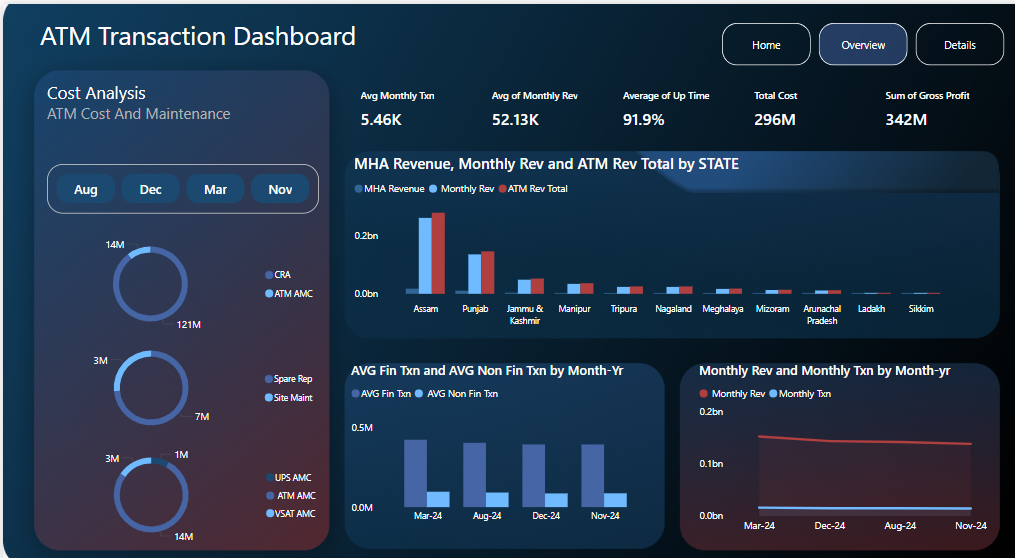 ATM Transaction Dashboard
Home
Overview
Details
Cost Analysis
ATM Cost And Maintenance
Aug
Dec
Mar
Nov
14M
121M
CRA
ATM AMC
3M
7M
Spare Rep
Site Maint
3M
1M
14M
UPS AMC
ATM AMC
VSAT AMC
Avg Monthly Txn
5.46K
Avg of Monthly Rev
52.13K
Average of Up Time
91.9%
Total Cost
296M
Sum of Gross Profit
342M
MHA Revenue, Monthly Rev and ATM Rev Total by STATE
MHA Revenue Monthly Rev ATM Rev Total
0.2bn
0.0bn
Assam
Punjab
Jammu &
Kashmir
Manipur
Tripura
Nagaland
Meghalaya
Mizoram
Arunachal
Pradesh
Ladakh
Sikkim
AVG Fin Txn and AVG Non Fin Txn by Month-Yr
AVG Fin Txn AVG Non Fin Txn
0.5M
0.0M
Mar-24 Aug-24 Dec-24 Nov-24
Monthly Rev and Monthly Txn by Month-yr
Monthly Rev Monthly Txn
0.2bn
0.1bn
0.0bn
Mar-24 Dec-24 Aug-24 Nov-24